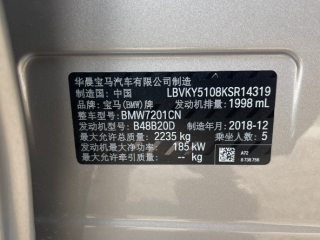 华晨宝马汽车有限公司制造
制造国: 中国 LBVKY5108KSR14319
品牌: 宝马(BMW)牌 发动机排量: 1998 mL
整车型号: BMW7201CN
发动机型号: B48B20D 制造年月: 2018-12
最大允许总质量: 2235 kg 乘坐人数: 5
发动机最大净功率: 185 kW A72
最大允许牵引质量: -- kg